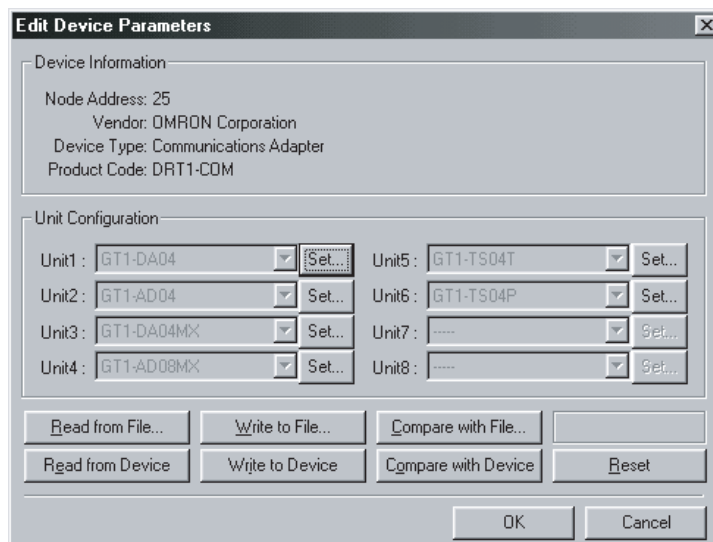 Edit Device Parameters
Device Information
Node Address: 25
Vendor: OMRON Corporation
Device Type: Communications Adapter
Product Code: DRT1-COM
Unit Configuration
Unit1 : GT1-DA04 Set... Unit5 : GT1-TS04T Set...
Unit2 : GT1-AD04 Set... Unit6 : GT1-TS04P Set...
Unit3 : GT1-DA04MX Set... Unit7 : ----- Set...
Unit4 : GT1-AD08MX Set... Unit8 : ----- Set...
Read from File... Write to File... Compare with File...
Read from Device Write to Device Compare with Device Reset
OK Cancel